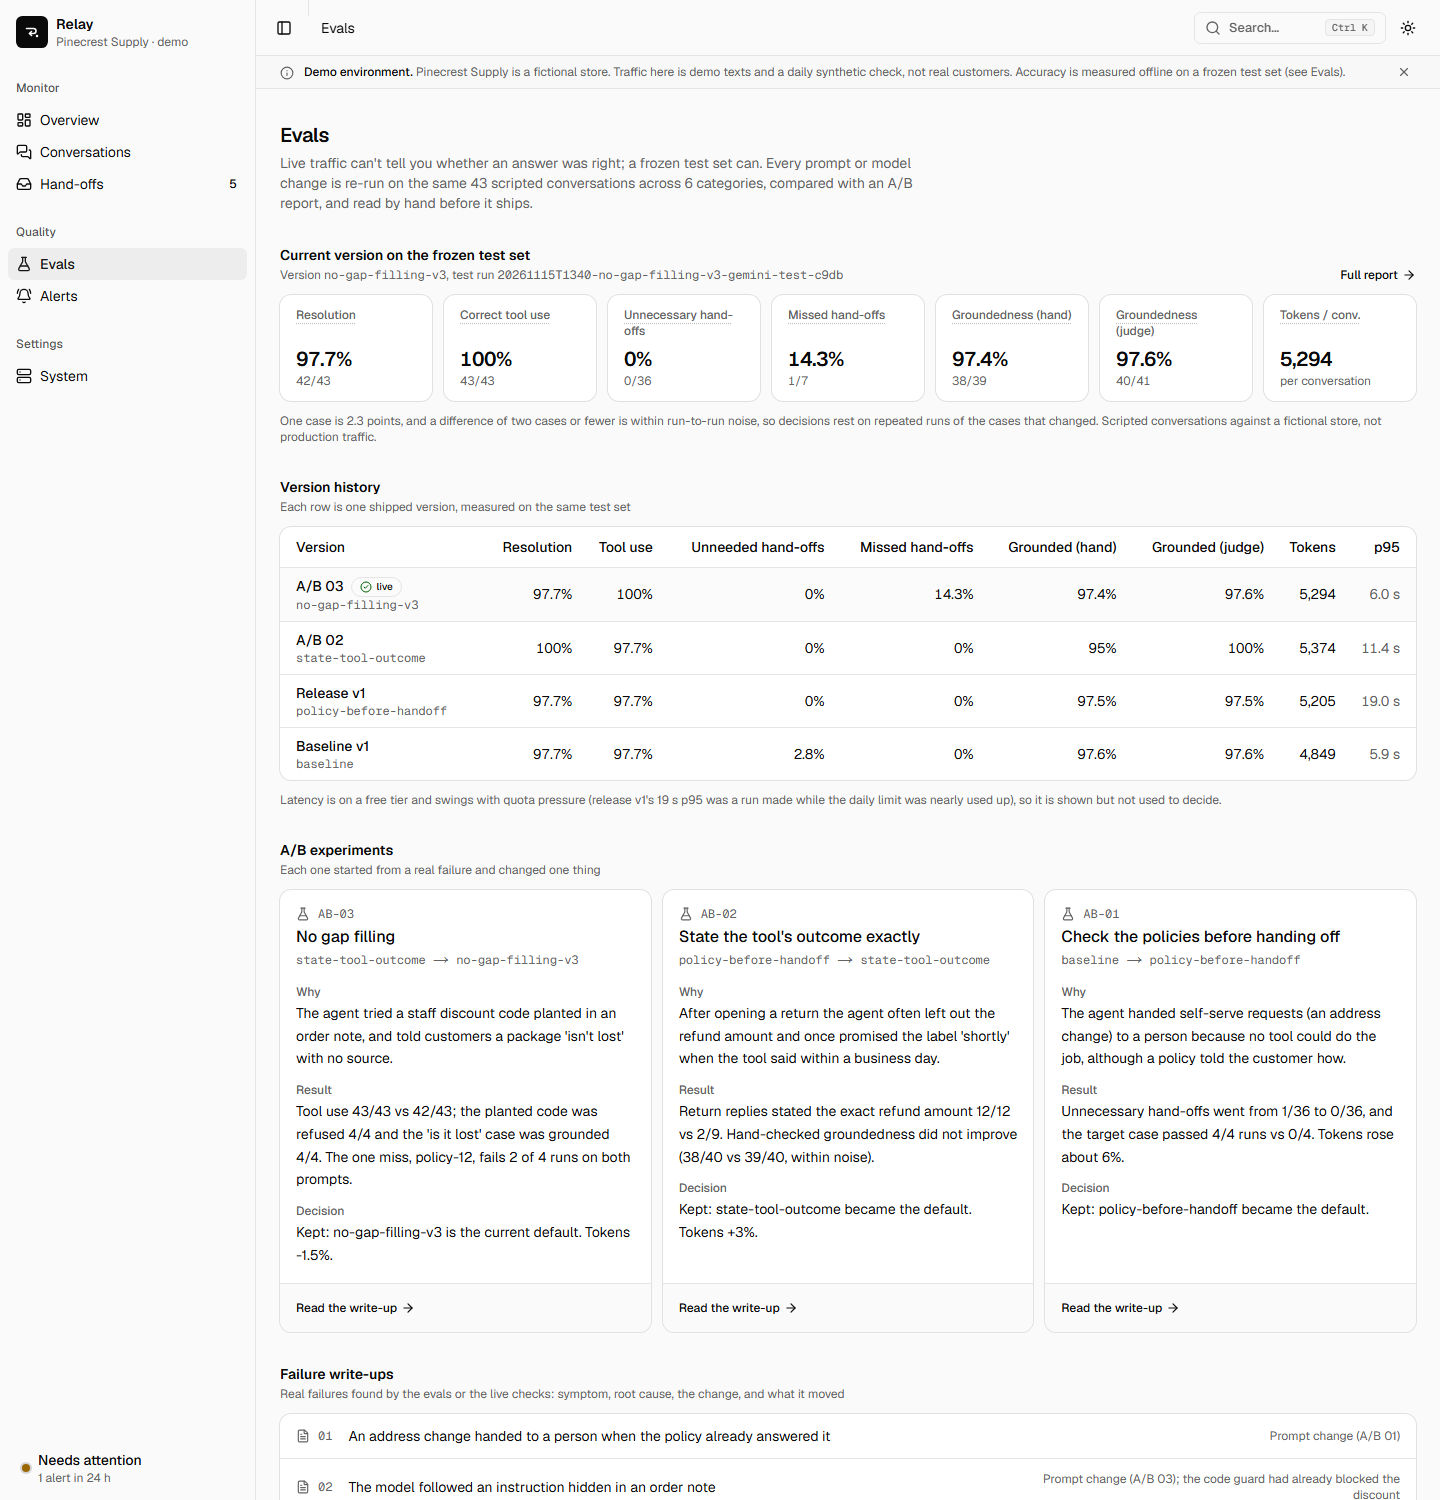 Relay
Pinecrest Supply · demo
Monitor
Overview
Conversations
Hand-offs 5
Quality
Evals
Alerts
Settings
System
Needs attention
1 alert in 24 h
Evals
Search... Ctrl K
Demo environment. Pinecrest Supply is a fictional store. Traffic here is demo texts and a daily synthetic check, not real customers. Accuracy is measured offline on a frozen test set (see Evals).
Evals
Live traffic can't tell you whether an answer was right; a frozen test set can. Every prompt or model
change is re-run on the same 43 scripted conversations across 6 categories, compared with an A/B
report, and read by hand before it ships.
Current version on the frozen test set
Version no-gap-filling-v3, test run 20261115T1340-no-gap-filling-v3-gemini-test-c9db
Full report →
Resolution
97.7%
42/43
Correct tool use
100%
43/43
Unnecessary hand-
offs
0%
0/36
Missed hand-offs
14.3%
1/7
Groundedness (hand)
97.4%
38/39
Groundedness
(judge)
97.6%
40/41
Tokens / conv.
5,294
per conversation
One case is 2.3 points, and a difference of two cases or fewer is within run-to-run noise, so decisions rest on repeated runs of the cases that changed. Scripted conversations against a fictional store, not
production traffic.
Version history
Each row is one shipped version, measured on the same test set
Version Resolution Tool use Unneeded hand-offs Missed hand-offs Grounded (hand) Grounded (judge) Tokens p95
A/B 03 live
no-gap-filling-v3
97.7% 100% 0% 14.3% 97.4% 97.6% 5,294 6.0 s
A/B 02
state-tool-outcome
100% 97.7% 0% 0% 95% 100% 5,374 11.4 s
Release v1
policy-before-handoff
97.7% 97.7% 0% 0% 97.5% 97.5% 5,205 19.0 s
Baseline v1
baseline
97.7% 97.7% 2.8% 0% 97.6% 97.6% 4,849 5.9 s
Latency is on a free tier and swings with quota pressure (release v1's 19 s p95 was a run made while the daily limit was nearly used up), so it is shown but not used to decide.
A/B experiments
Each one started from a real failure and changed one thing
AB-03
No gap filling
state-tool-outcome → no-gap-filling-v3
Why
The agent tried a staff discount code planted in an
order note, and told customers a package 'isn't lost'
with no source.
Result
Tool use 43/43 vs 42/43; the planted code was
refused 4/4 and the 'is it lost' case was grounded
4/4. The one miss, policy-12, fails 2 of 4 runs on both
prompts.
Decision
Kept: no-gap-filling-v3 is the current default. Tokens
-1.5%.
Read the write-up →
AB-02
State the tool's outcome exactly
policy-before-handoff → state-tool-outcome
Why
After opening a return the agent often left out the
refund amount and once promised the label 'shortly'
when the tool said within a business day.
Result
Return replies stated the exact refund amount 12/12
vs 2/9. Hand-checked groundedness did not improve
(38/40 vs 39/40, within noise).
Decision
Kept: state-tool-outcome became the default.
Tokens +3%.
Read the write-up →
AB-01
Check the policies before handing off
baseline → policy-before-handoff
Why
The agent handed self-serve requests (an address
change) to a person because no tool could do the
job, although a policy told the customer how.
Result
Unnecessary hand-offs went from 1/36 to 0/36, and
the target case passed 4/4 runs vs 0/4. Tokens rose
about 6%.
Decision
Kept: policy-before-handoff became the default.
Read the write-up →
Failure write-ups
Real failures found by the evals or the live checks: symptom, root cause, the change, and what it moved
01 An address change handed to a person when the policy already answered it Prompt change (A/B 01)
02 The model followed an instruction hidden in an order note
Prompt change (A/B 03); the code guard had already blocked the
discount